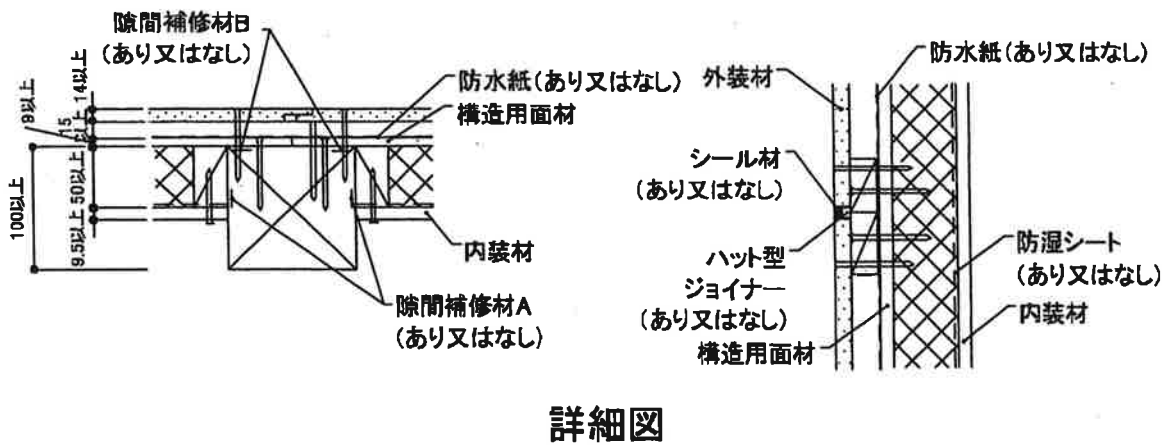 隙間補修材B
(あり又はなし)
防水紙(あり又はなし)
構造用面材
14以上
15
以上
9以上
50以上
100以上
9.5以上
内装材
隙間補修材A
(あり又はなし)
防水紙(あり又はなし)
外装材
シール材
(あり又はなし)
ハット型
ジョイナー
(あり又はなし)
構造用面材
防湿シート
(あり又はなし)
内装材
詳細図